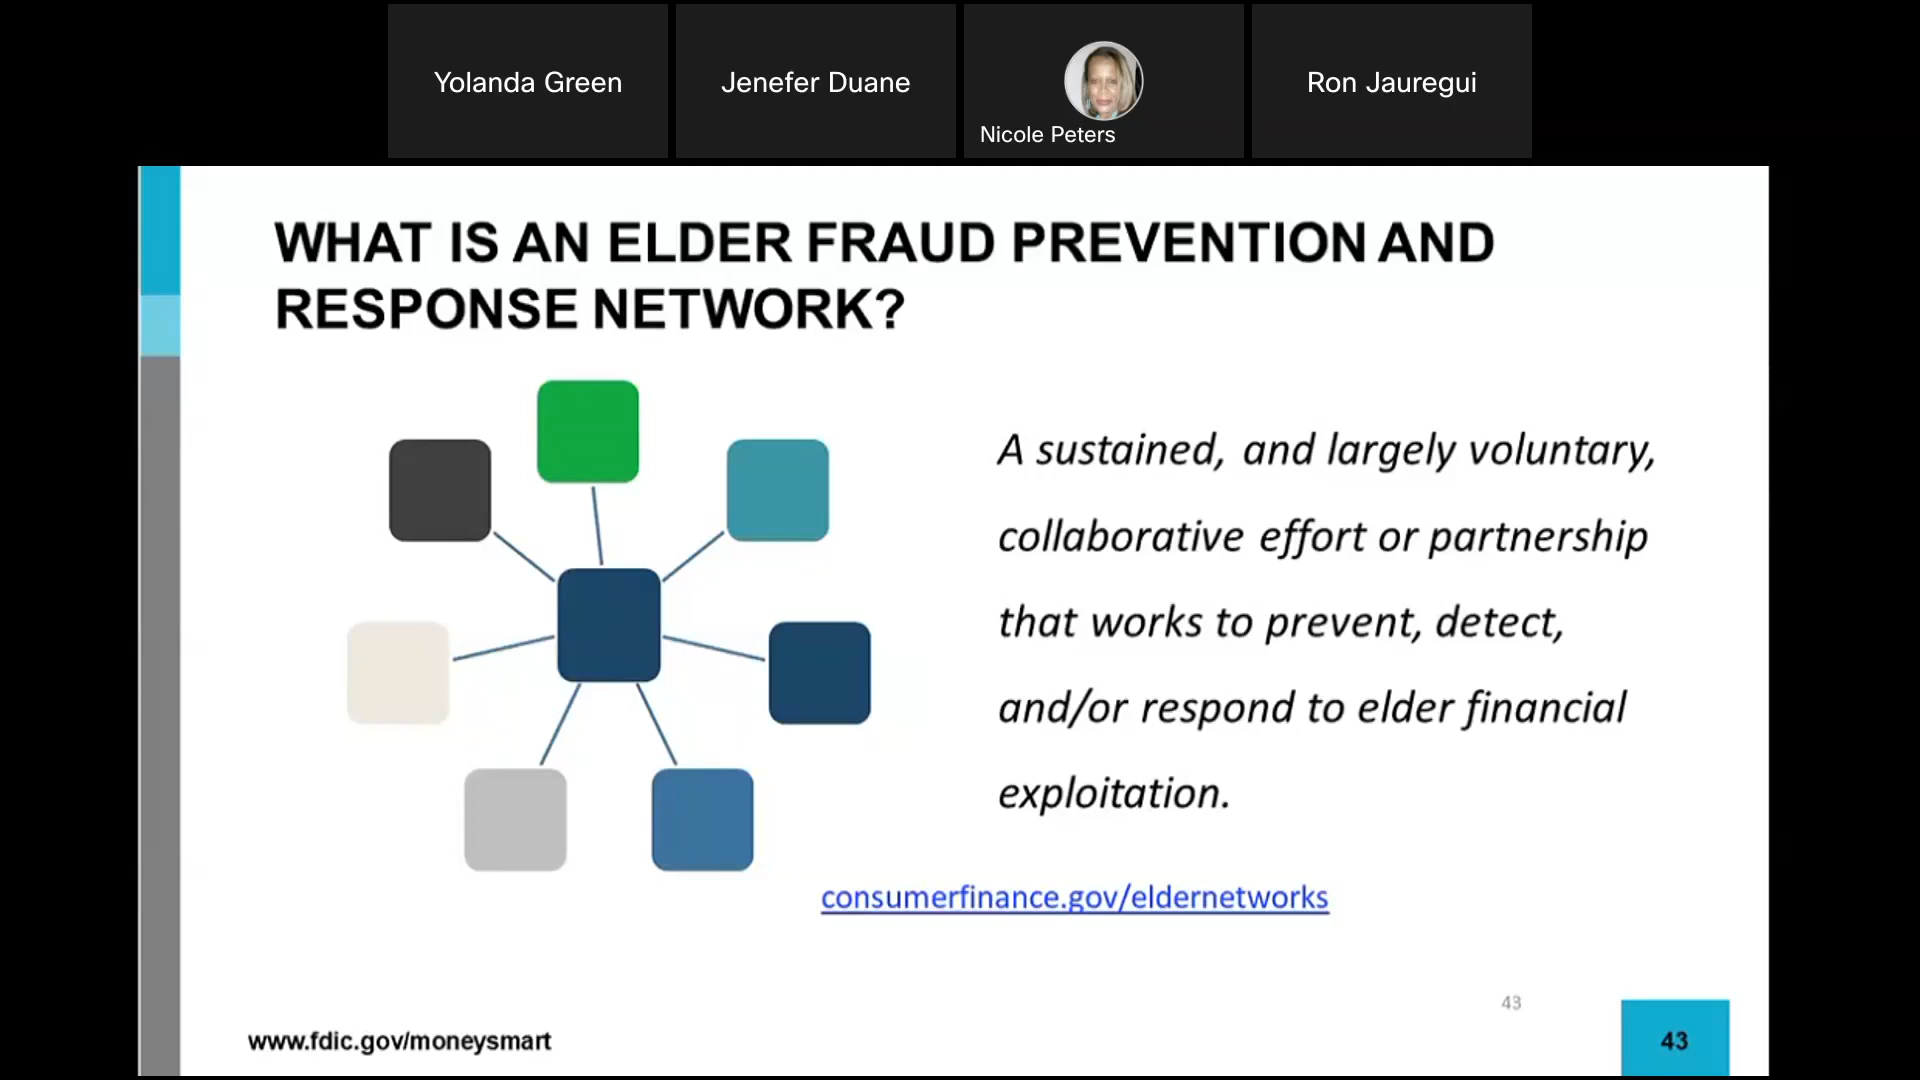 Yolanda Green
Jenefer Duane
Nicole Peters
Ron Jauregui
WHAT IS AN ELDER FRAUD PREVENTION AND
RESPONSE NETWORK?
A sustained, and largely voluntary,
collaborative effort or partnership
that works to prevent, detect,
and/or respond to elder financial
exploitation.
consumerfinance.gov/eldernetworks
43
www.fdic.gov/moneysmart
43